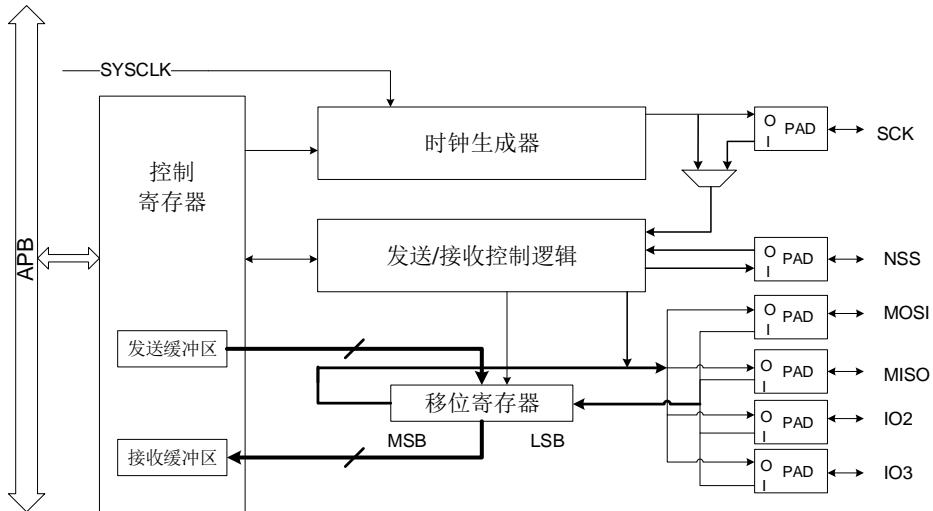 SYSCLK
APB
控制
寄存器
时钟生成器
O
I
PAD
SCK
发送/接收控制逻辑
O
I
PAD
NSS
O
I
PAD
MOSI
发送缓冲区
O
I
PAD
MISO
移位寄存器
MSB
LSB
O
I
PAD
IO2
接收缓冲区
O
I
PAD
IO3